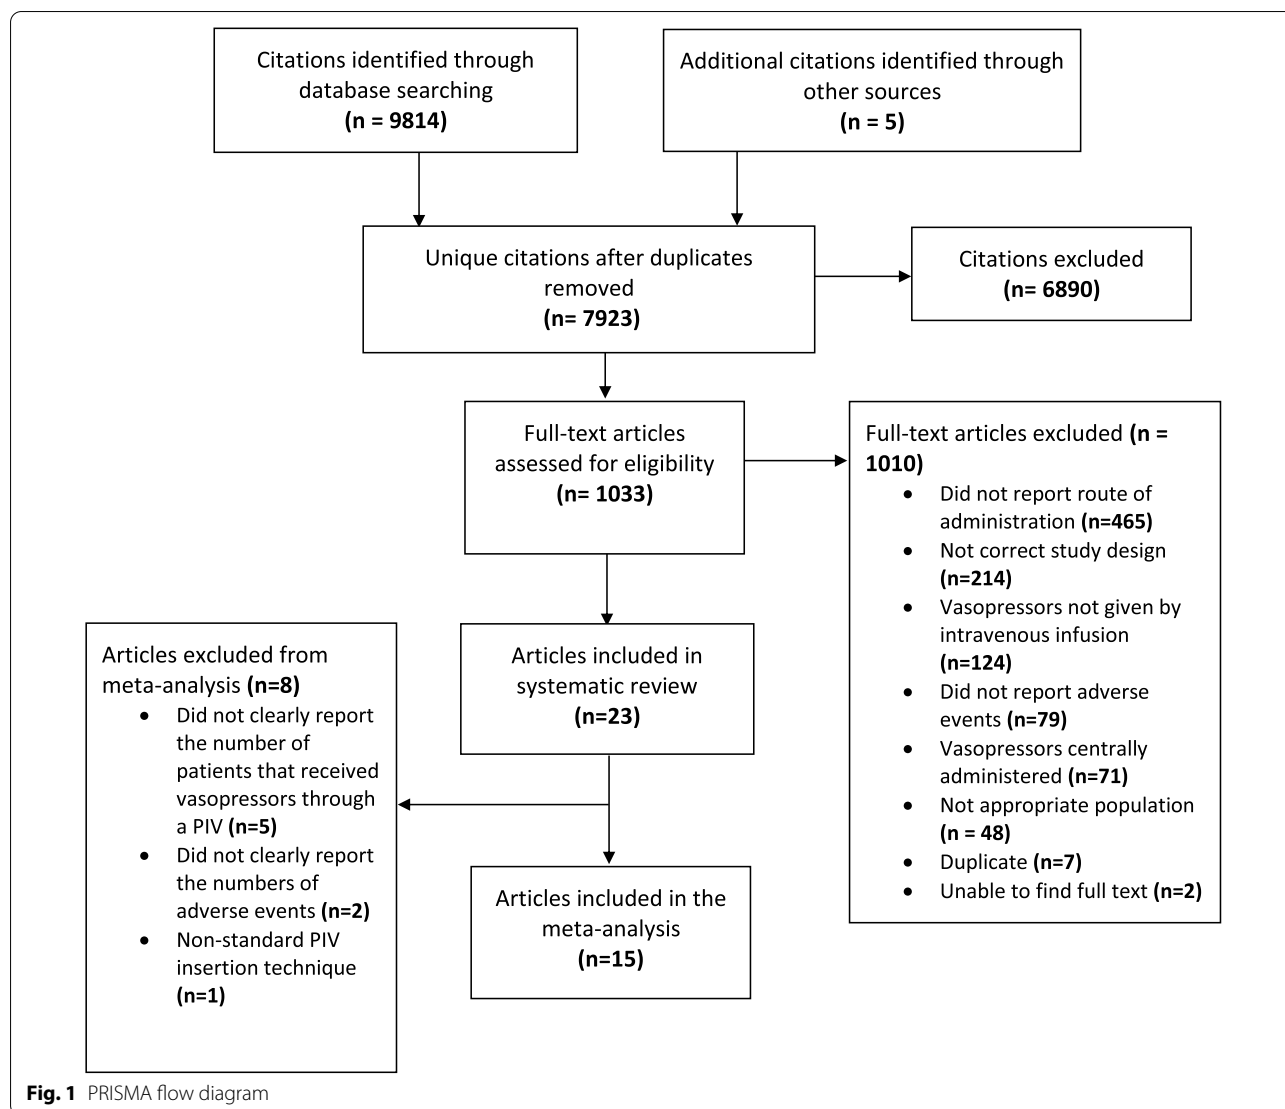 Citations identified through
database searching
(n = 9814)
Additional citations identified through
other sources
(n = 5)
Unique citations after duplicates
removed
(n= 7923)
Citations excluded
(n= 6890)
Full-text articles
assessed for eligibility
(n= 1033)
Full-text articles excluded (n =
1010)
• Did not report route of
administration (n=465)
• Not correct study design
(n=214)
• Vasopressors not given by
intravenous infusion
(n=124)
• Did not report adverse
events (n=79)
• Vasopressors centrally
administered (n=71)
• Not appropriate population
(n = 48)
• Duplicate (n=7)
• Unable to find full text (n=2)
Articles included in
systematic review
(n=23)
Articles excluded from
meta-analysis (n=8)
• Did not clearly report
the number of
patients that received
vasopressors through
a PIV (n=5)
• Did not clearly report
the numbers of
adverse events (n=2)
• Non-standard PIV
insertion technique
(n=1)
Articles included in the
meta-analysis
(n=15)
Fig. 1 PRISMA flow diagram